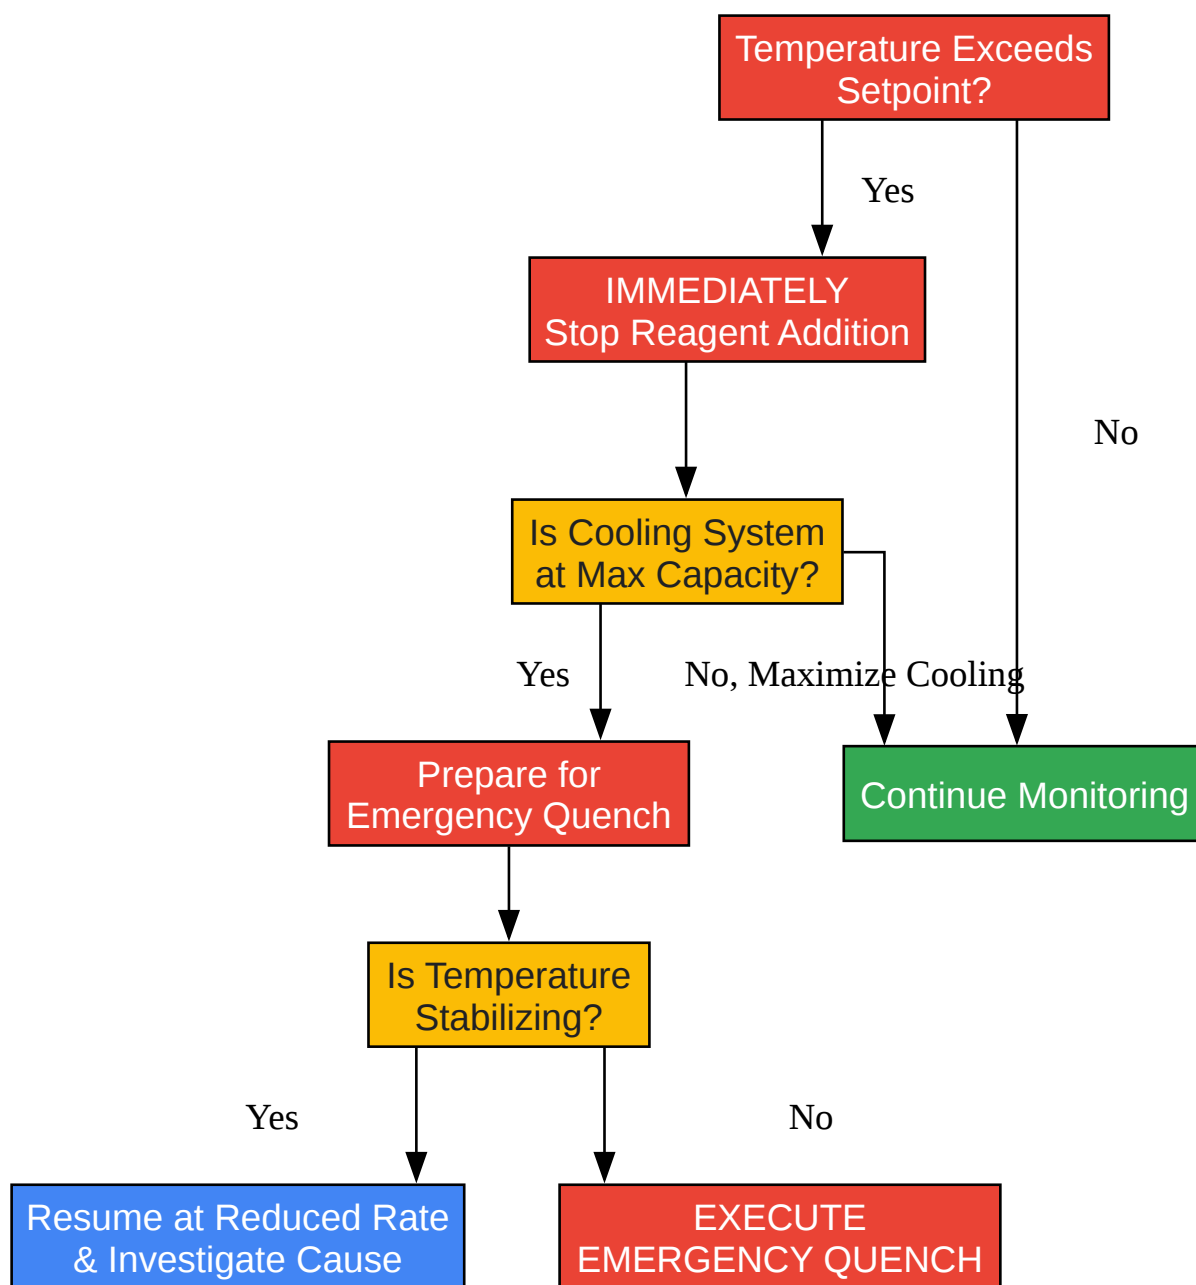 Temperature Exceeds
Setpoint?
Yes
IMMEDIATELY
Stop Reagent Addition
No
Is Cooling System
at Max Capacity?
Yes
No, Maximize Cooling
Prepare for
Emergency Quench
Continue Monitoring
Is Temperature
Stabilizing?
Yes
No
Resume at Reduced Rate
& Investigate Cause
EXECUTE
EMERGENCY QUENCH